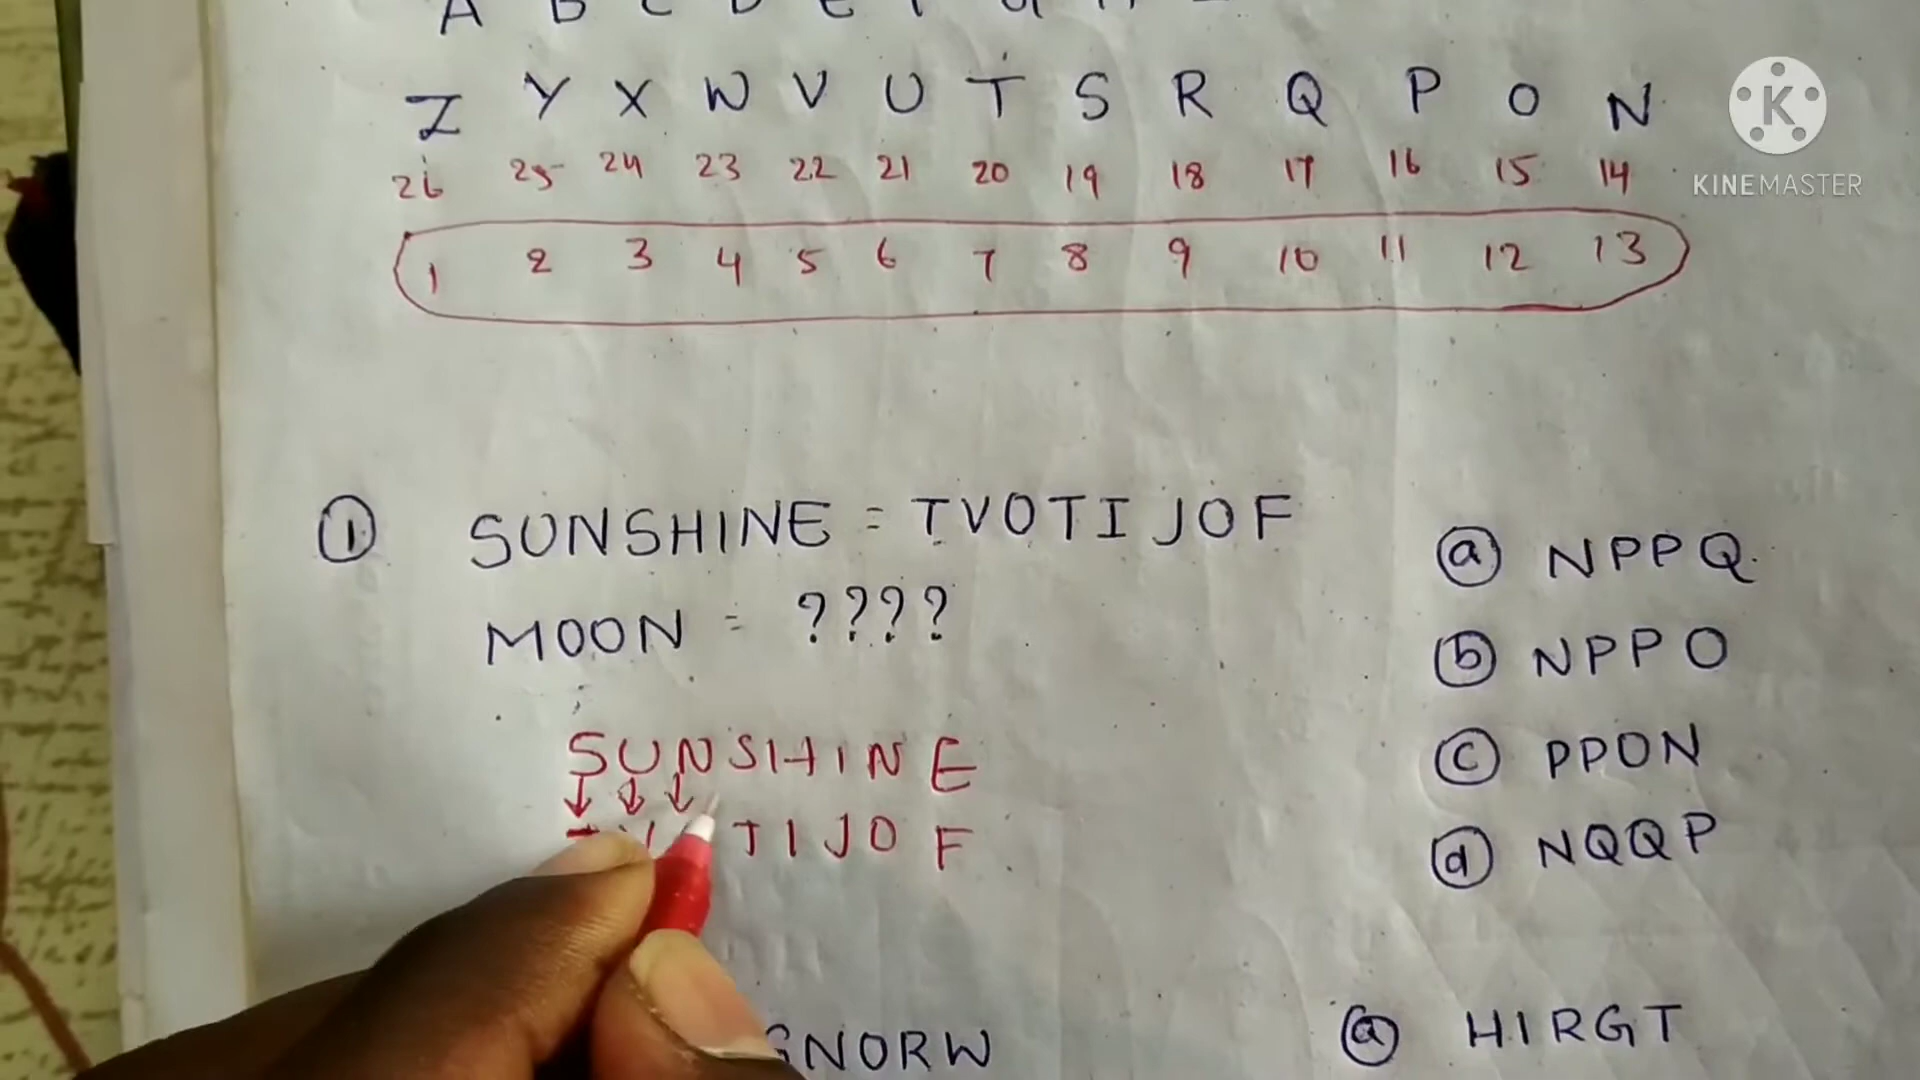 A B C D E F G H I
Z Y X W V U T S R Q P O N
26 25 24 23 22 21 20 19 18 17 16 15 14
1 2 3 4 5 6 7 8 9 10 11 12 13
K
KINEMASTER
① SUNSHINE = TVOTIJOF
MOON = ????
ⓐ NPPQ
ⓑ NPPO
ⓒ PPON
ⓓ NQQP
SUNSHINE
TV TIJOF
GNORW
ⓐ HIRGT